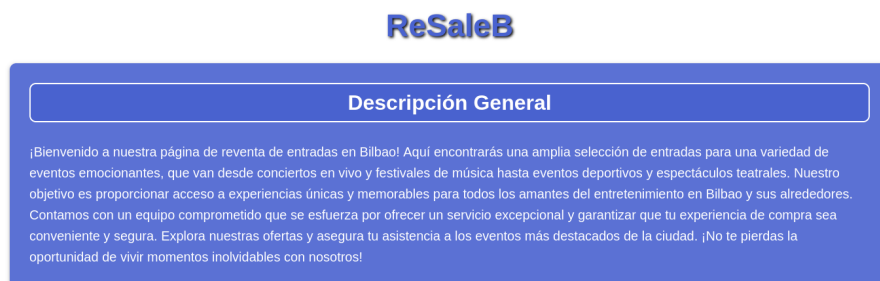 ReSaleB
Descripción General
¡Bienvenido a nuestra página de reventa de entradas en Bilbao! Aquí encontrarás una amplia selección de entradas para una variedad de
eventos emocionantes, que van desde conciertos en vivo y festivales de música hasta eventos deportivos y espectáculos teatrales. Nuestro
objetivo es proporcionar acceso a experiencias únicas y memorables para todos los amantes del entretenimiento en Bilbao y sus alrededores.
Contamos con un equipo comprometido que se esfuerza por ofrecer un servicio excepcional y garantizar que tu experiencia de compra sea
conveniente y segura. Explora nuestras ofertas y asegura tu asistencia a los eventos más destacados de la ciudad. ¡No te pierdas la
oportunidad de vivir momentos inolvidables con nosotros!